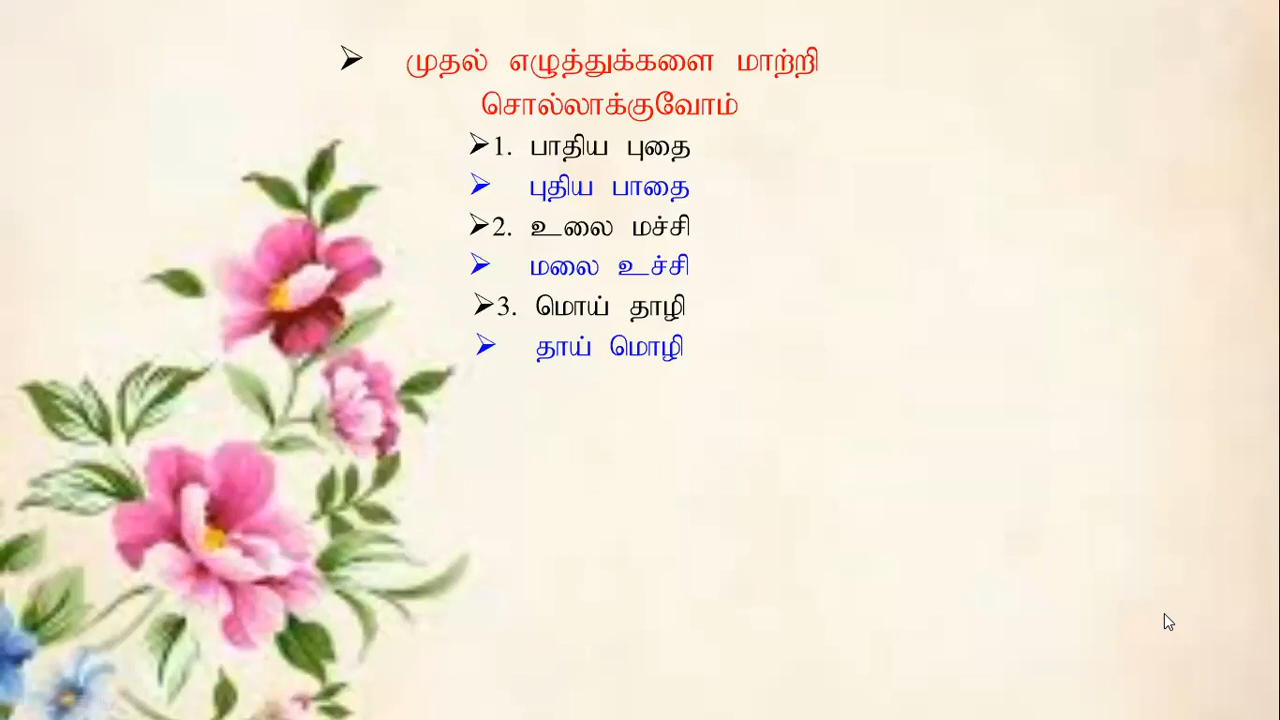 ➢ முதல் எழுத்துக்களை மாற்றி
சொல்லாக்குவோம்
➢1. பாதிய புதை
➢ புதிய பாதை
➢2. உலை மச்சி
➢ மலை உச்சி
➢3. மொய் தாழி
➢ தாய் மொழி